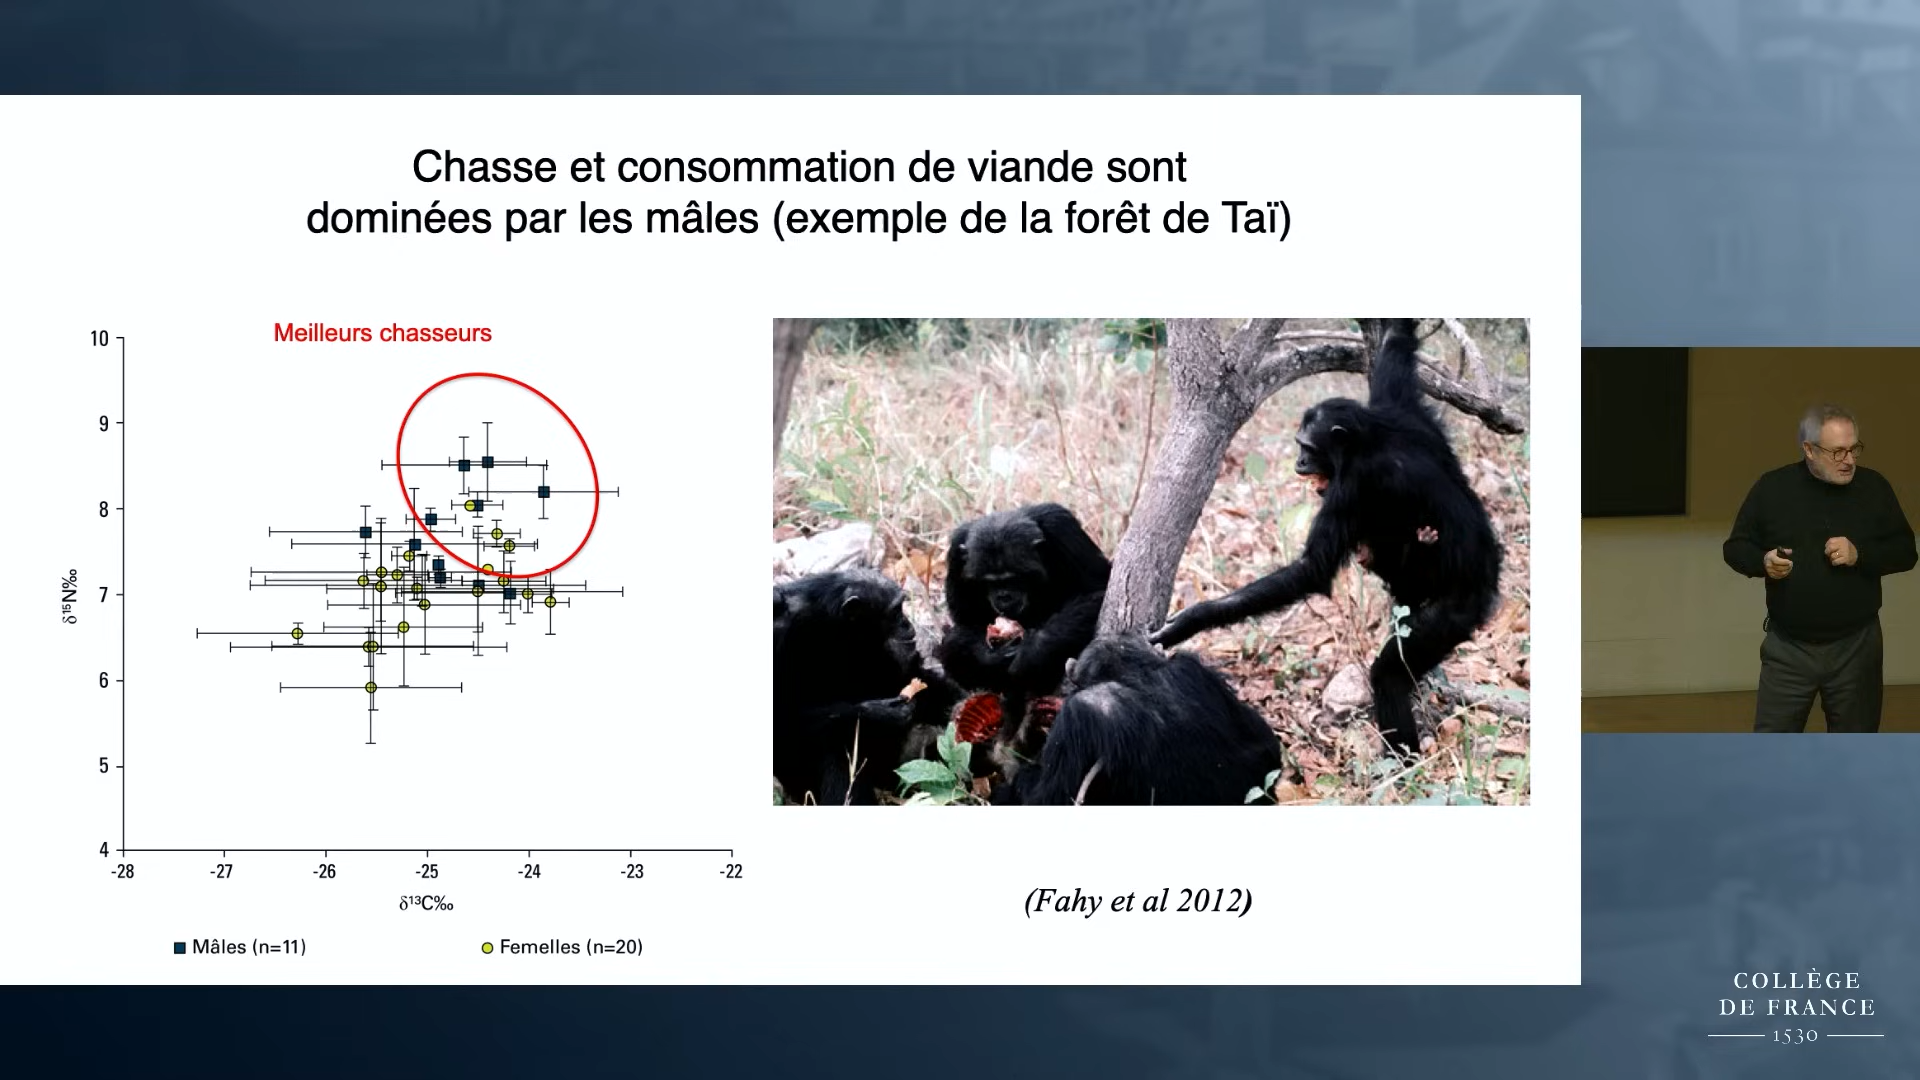 Chasse et consommation de viande sont
dominées par les mâles (exemple de la forêt de Taï)
Meilleurs chasseurs
10
9
8
7
6
5
4
δ¹⁵N‰
-28
-27
-26
-25
-24
-23
-22
δ¹³C‰
Mâles (n=11)
Femelles (n=20)
(Fahy et al 2012)
COLLÈGE
DE FRANCE
1530